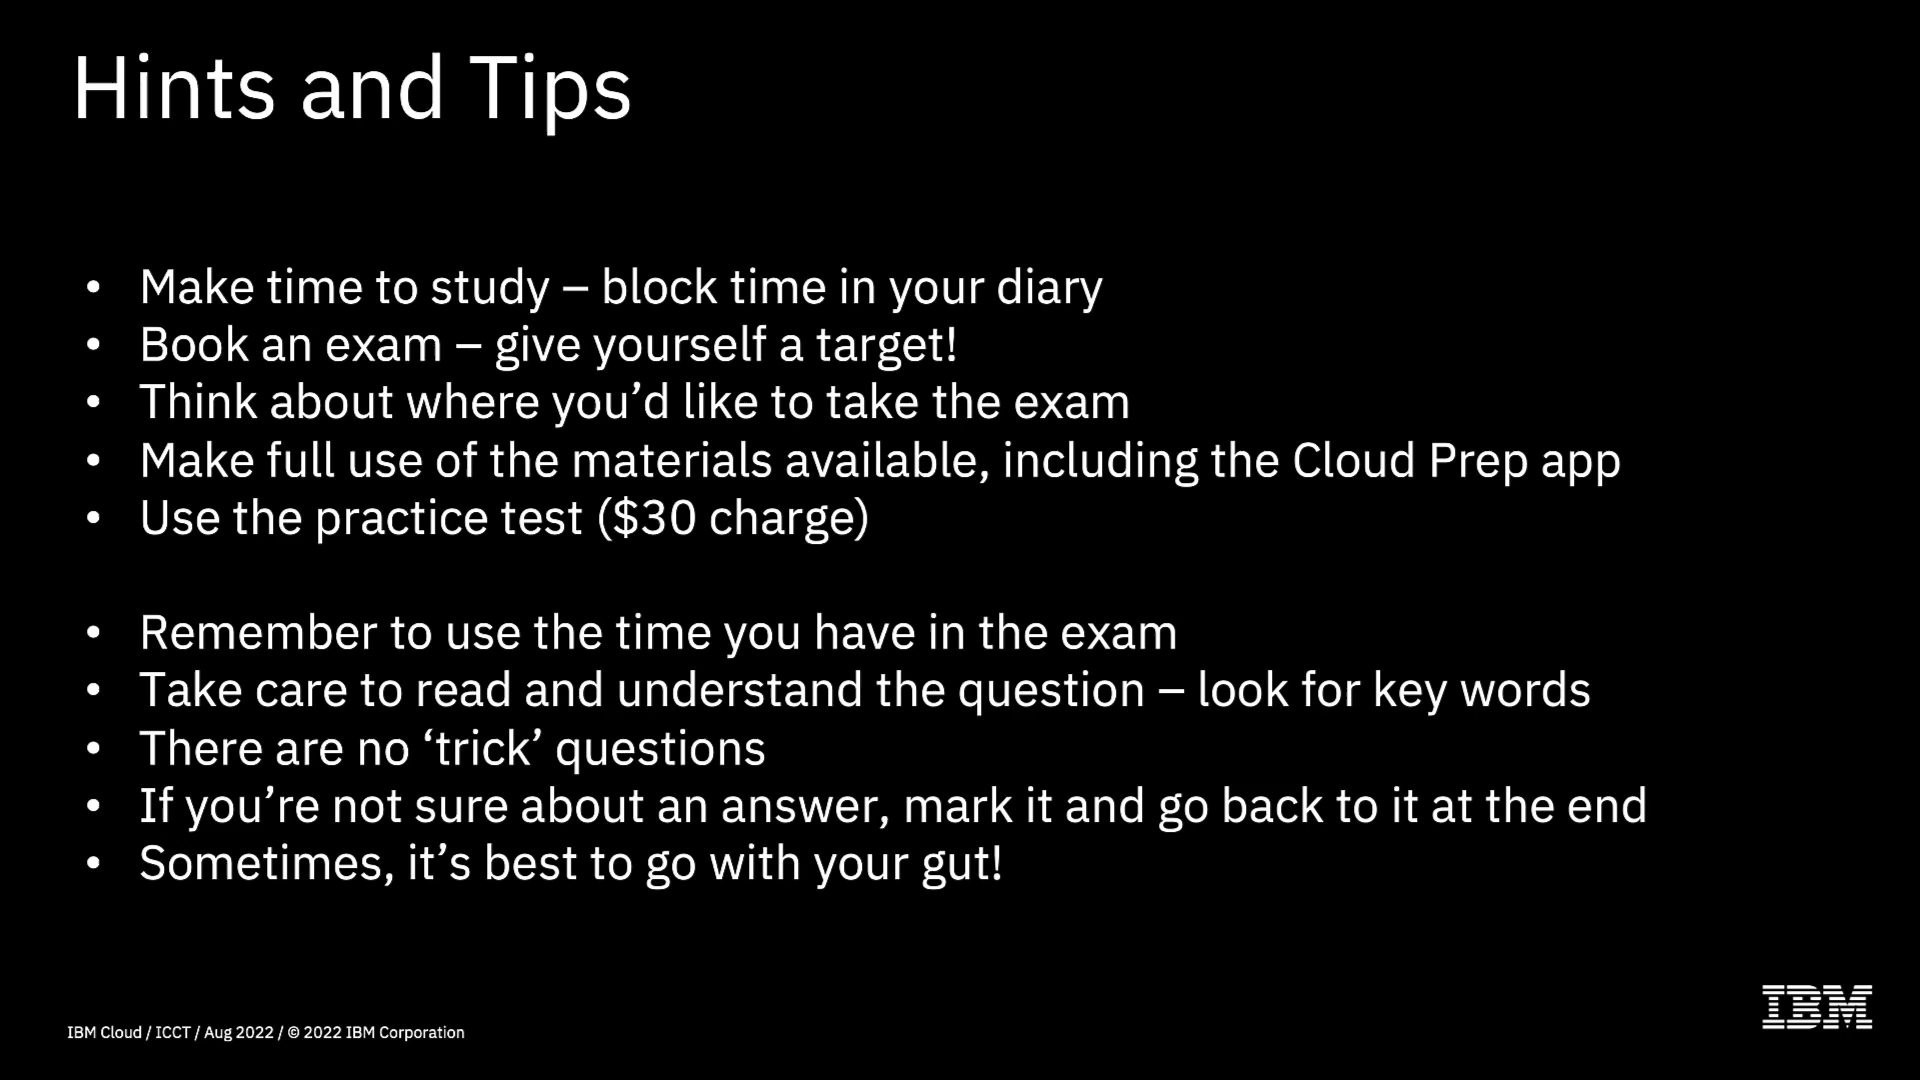 Hints and Tips
• Make time to study – block time in your diary
• Book an exam – give yourself a target!
• Think about where you’d like to take the exam
• Make full use of the materials available, including the Cloud Prep app
• Use the practice test ($30 charge)
• Remember to use the time you have in the exam
• Take care to read and understand the question – look for key words
• There are no ‘trick’ questions
• If you’re not sure about an answer, mark it and go back to it at the end
• Sometimes, it’s best to go with your gut!
IBM Cloud / ICCT / Aug 2022 / © 2022 IBM Corporation
IBM